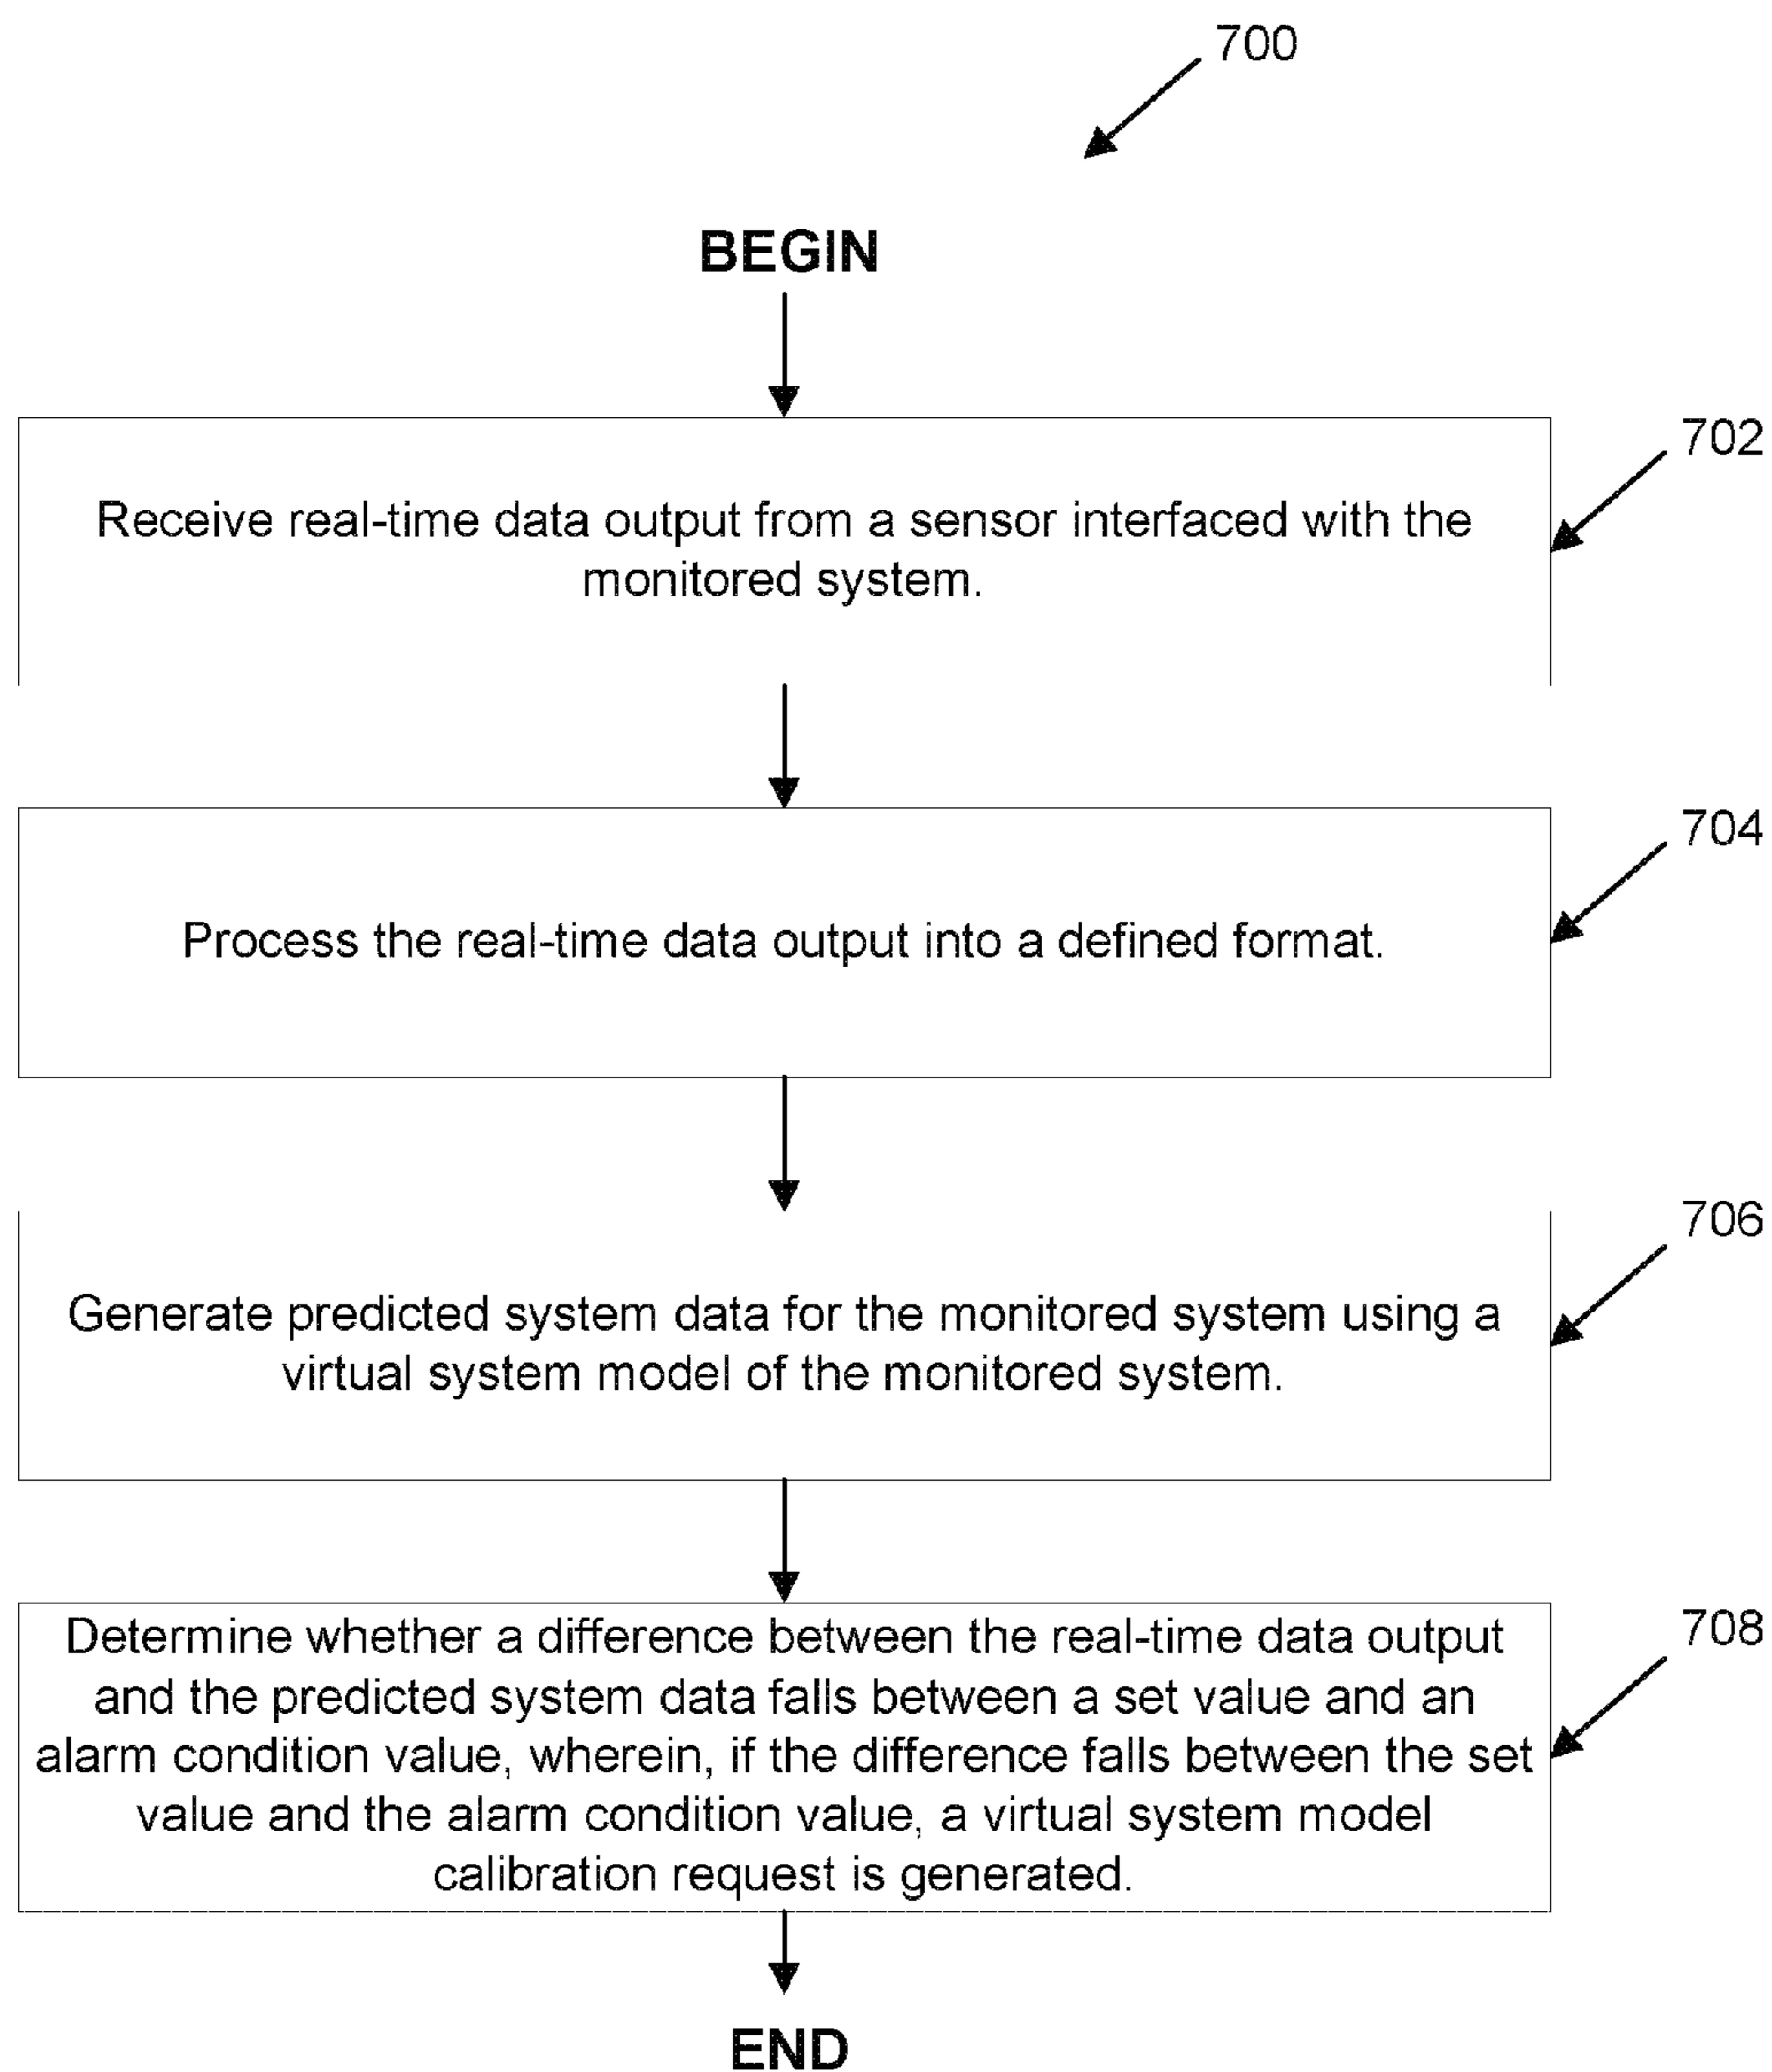 700
BEGIN
702
Receive real-time data output from a sensor interfaced with the
monitored system.
704
Process the real-time data output into a defined format.
706
Generate predicted system data for the monitored system using a
virtual system model of the monitored system.
708
Determine whether a difference between the real-time data output
and the predicted system data falls between a set value and an
alarm condition value, wherein, if the difference falls between the set
value and the alarm condition value, a virtual system model
calibration request is generated.
END